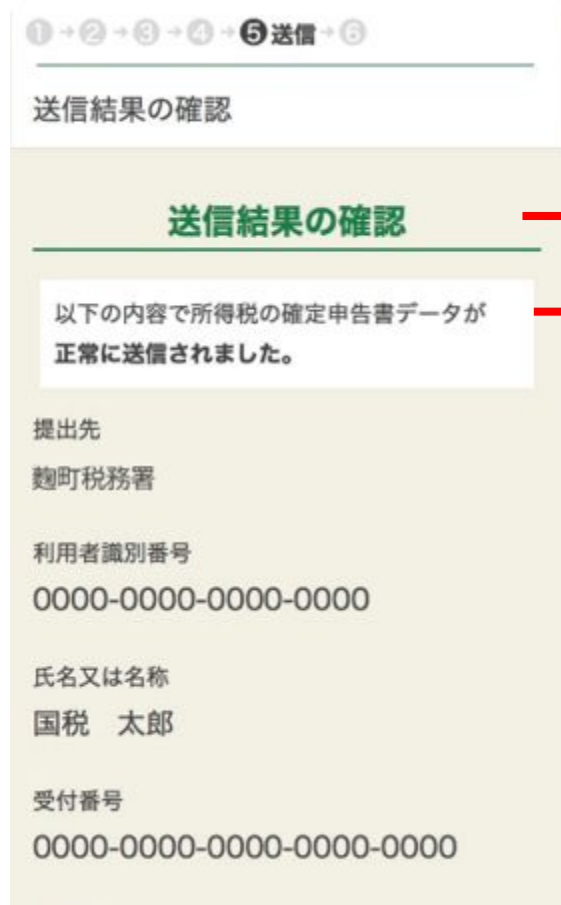 ❶→❷→❸→❹→❺送信→❻
送信結果の確認
送信結果の確認
以下の内容で所得税の確定申告書データが
正常に送信されました。
提出先
麴町税務署
利用者識別番号
0000-0000-0000-0000
氏名又は名称
国税　太郎
受付番号
0000-0000-0000-0000-0000